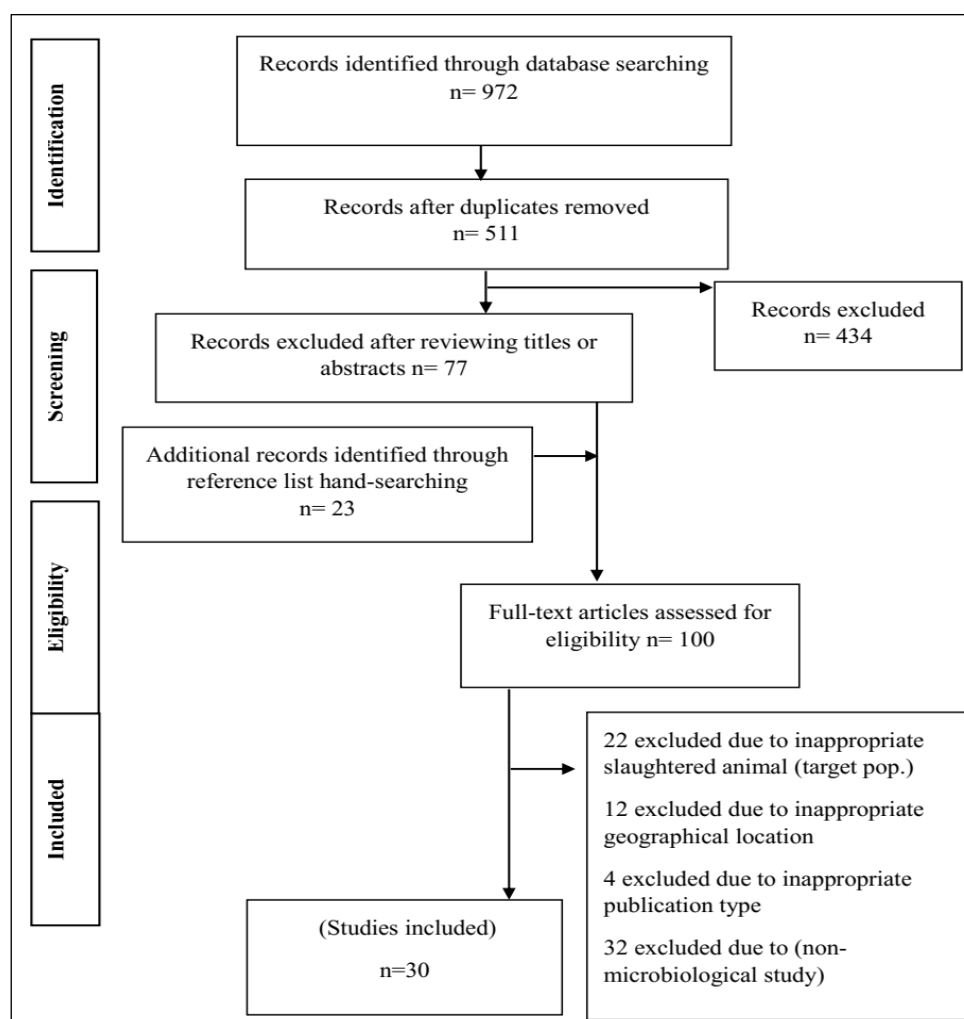 Identification
Records identified through database searching
n= 972
Records after duplicates removed
n= 511
Screening
Records excluded
n= 434
Records excluded after reviewing titles or
abstracts n= 77
Additional records identified through
reference list hand-searching
n= 23
Eligibility
Full-text articles assessed for
eligibility n= 100
Included
22 excluded due to inappropriate
slaughtered animal (target pop.)
12 excluded due to inappropriate
geographical location
4 excluded due to inappropriate
publication type
32 excluded due to (non-
microbiological study)
(Studies included)
n=30